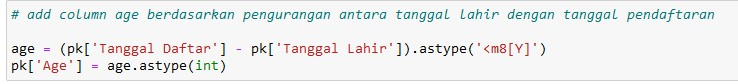 # add column age berdasarkan pengurangan antara tanggal lahir dengan tanggal pendaftaran
age = (pk['Tanggal Daftar'] - pk['Tanggal Lahir']).astype('<m8[Y]')
pk['Age'] = age.astype(int)